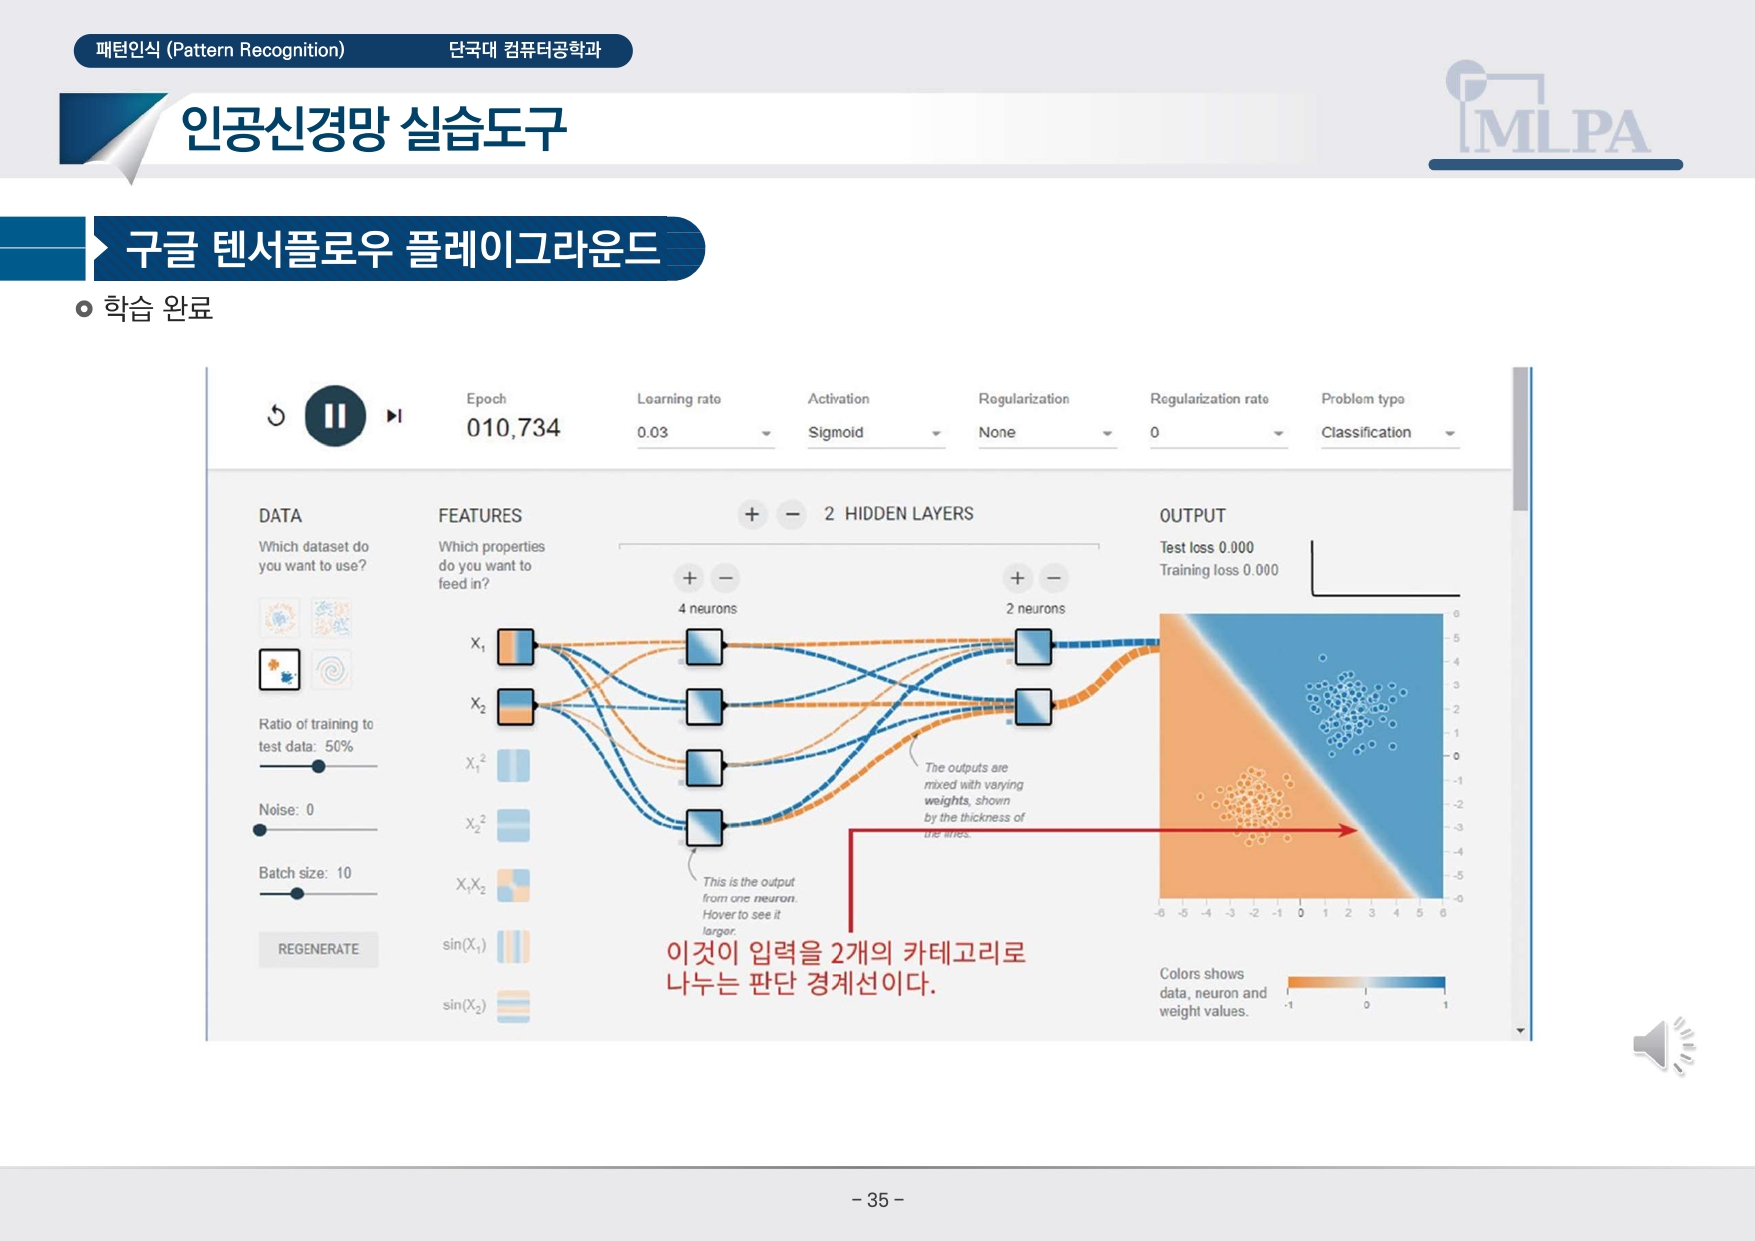 패턴인식 (Pattern Recognition) 단국대 컴퓨터공학과
인공신경망 실습도구
MLPA
구글 텐서플로우 플레이그라운드
학습 완료
Epoch
010,734
Learning rate
0.03
Activation
Sigmoid
Regularization
None
Regularization rate
0
Problem type
Classification
DATA
Which dataset do
you want to use?
Ratio of training to
test data: 50%
Noise: 0
Batch size: 10
REGENERATE
FEATURES
Which properties
do you want to
feed in?
X₁
X₂
X₁²
X₂²
X₁X₂
sin(X₁)
sin(X₂)
+ − 2 HIDDEN LAYERS
+ −
4 neurons
+ −
2 neurons
The outputs are
mixed with varying
weights, shown
by the thickness of
the lines.
This is the output
from one neuron.
Hover to see it
larger.
이것이 입력을 2개의 카테고리로
나누는 판단 경계선이다.
OUTPUT
Test loss 0.000
Training loss 0.000
6
5
4
3
2
1
0
-1
-2
-3
-4
-5
-6
-6 -5 -4 -3 -2 -1 0 1 2 3 4 5 6
Colors shows
data, neuron and
weight values.
-1 0 1
- 35 -